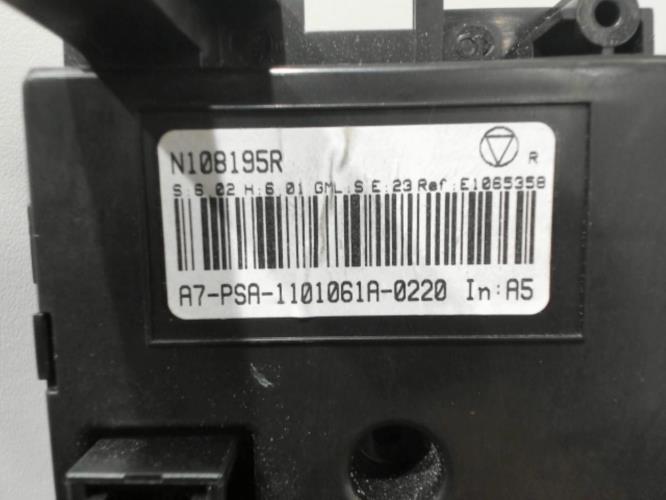 N108195R
R
S:6.02 H:6.01 GML:S E:23 Ref:E1065358
A7-PSA-1101061A-0220 In:A5